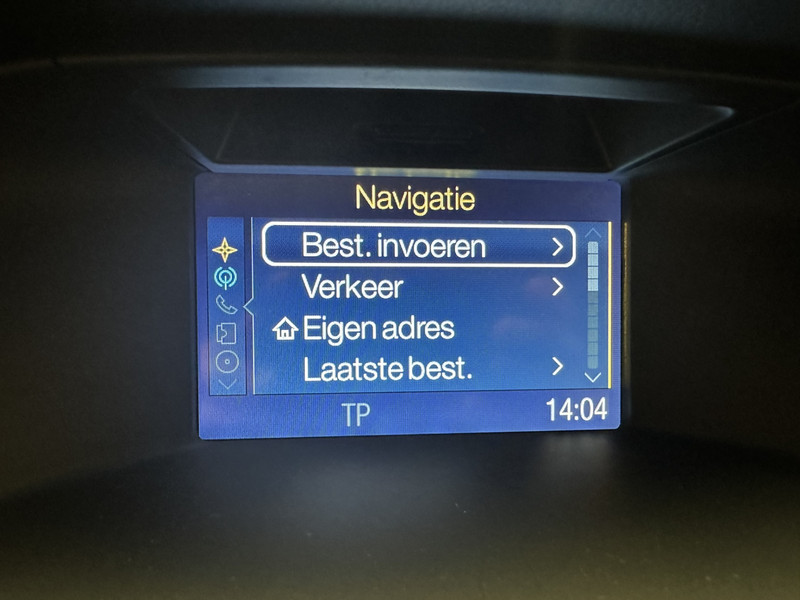 Navigatie
Best. invoeren
Verkeer
Eigen adres
Laatste best.
TP 14:04